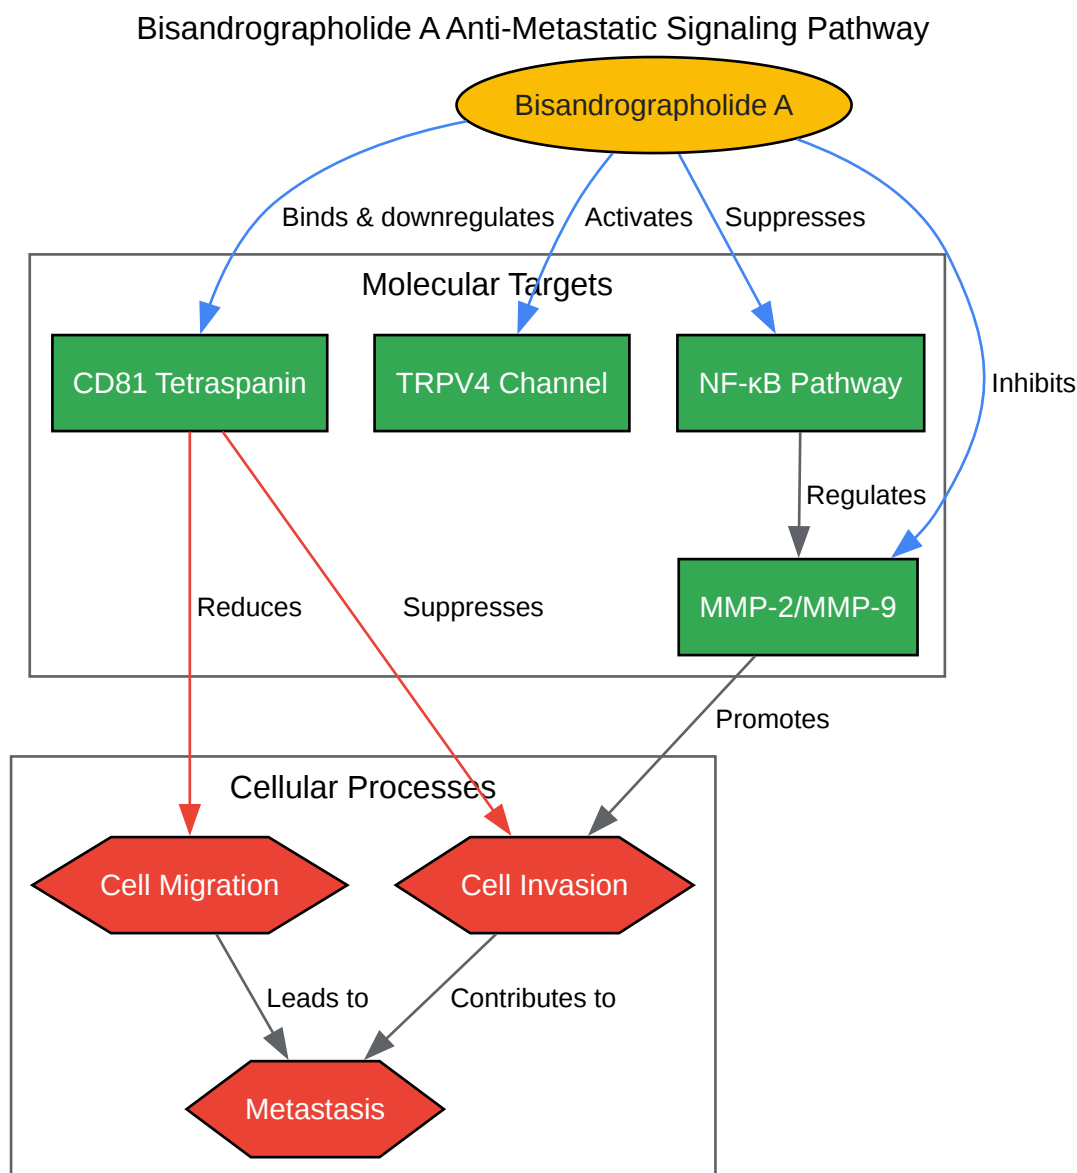 Bisandrographolide A Anti-Metastatic Signaling Pathway
Bisandrographolide A
Binds & downregulates
Activates
Suppresses
Molecular Targets
CD81 Tetraspanin
TRPV4 Channel
NF-κB Pathway
Inhibits
Regulates
Reduces
Suppresses
MMP-2/MMP-9
Promotes
Cellular Processes
Cell Migration
Cell Invasion
Leads to
Contributes to
Metastasis